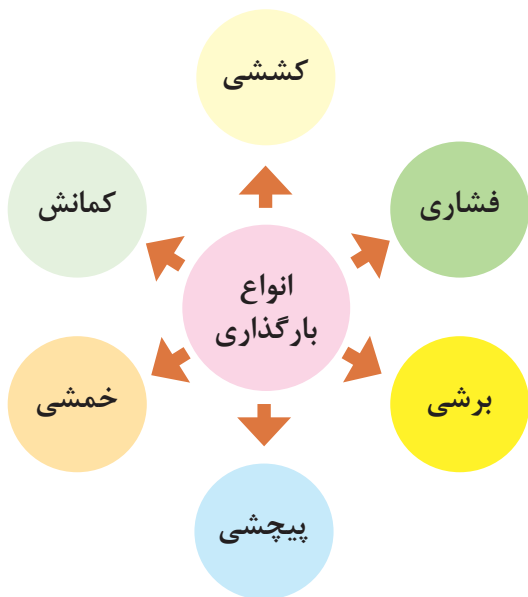 کششی
فشاری
کمانش
انواع
بارگذاری
برشی
خمشی
پیچشی